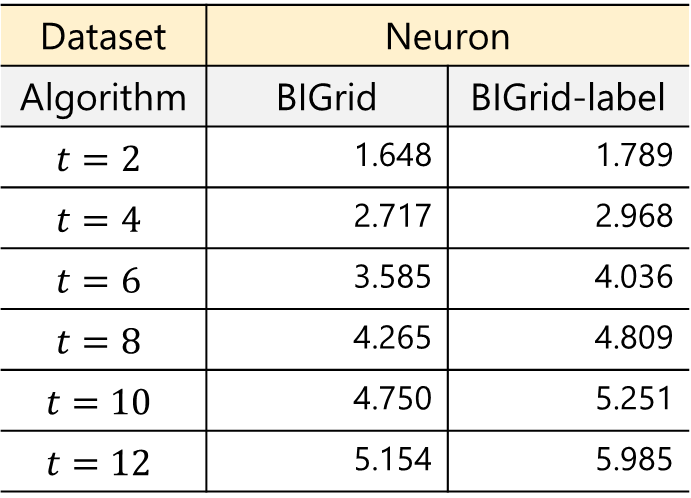 Dataset Neuron
Algorithm BIGrid BIGrid-label
t = 2 1.648 1.789
t = 4 2.717 2.968
t = 6 3.585 4.036
t = 8 4.265 4.809
t = 10 4.750 5.251
t = 12 5.154 5.985